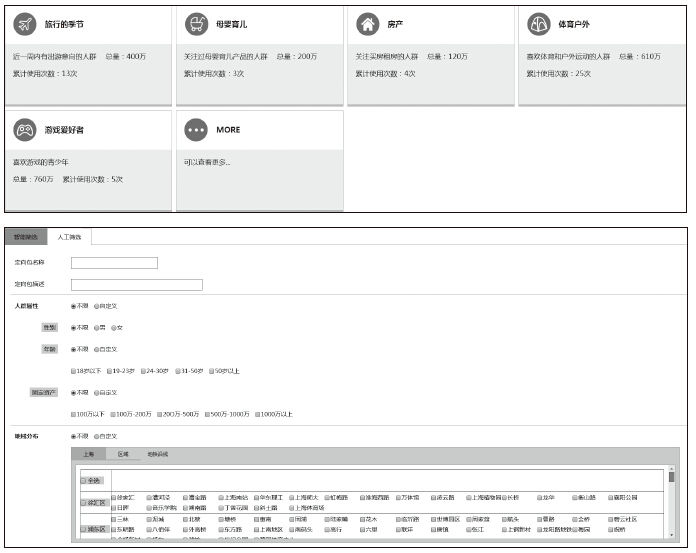 旅行的季节
母婴育儿
房产
体育户外
近一周内有出游意向的人群 总量：400万
关注过母婴育儿产品的人群 总量：200万
关注买房租房的人群 总量：120万
喜欢体育和户外运动的人群 总量：610万
累计使用次数：13次
累计使用次数：3次
累计使用次数：4次
累计使用次数：25次
游戏爱好者
MORE
喜欢游戏的青少年
可以查看更多...
总量：760万 累计使用次数：5次
智能筛选 人工筛选
定向包名称
定向包描述
人群属性 不限 自定义
性别 不限 男 女
年龄 不限 自定义
18岁以下 19-23岁 24-30岁 31-50岁 50岁以上
固定资产 不限 自定义
100万以下 100万-200万 200万-500万 500万-1000万 1000万以上
地域分布 不限 自定义
上海 区域 地铁沿线
全选
徐家汇 漕河泾 漕宝路 上海南站 华东理工 上海师大 虹梅路 淮海西路 万体馆 凌云路 上海植物园 长桥 龙华 衡山路 襄阳公园
徐汇区
日晖 音乐学院 湖南路 丁香花园 斜土路 上海体育场
三林 北蔡 塘桥 周浦 陆家嘴 花木 临沂路 世博园区 周家渡 航头 曹路 金桥 碧云社区
浦东区
东明路 八佰伴 外高桥 东方路 上南地区 南码头 高行 六里 康桥 张江 上钢新村 龙阳路地铁 梅园